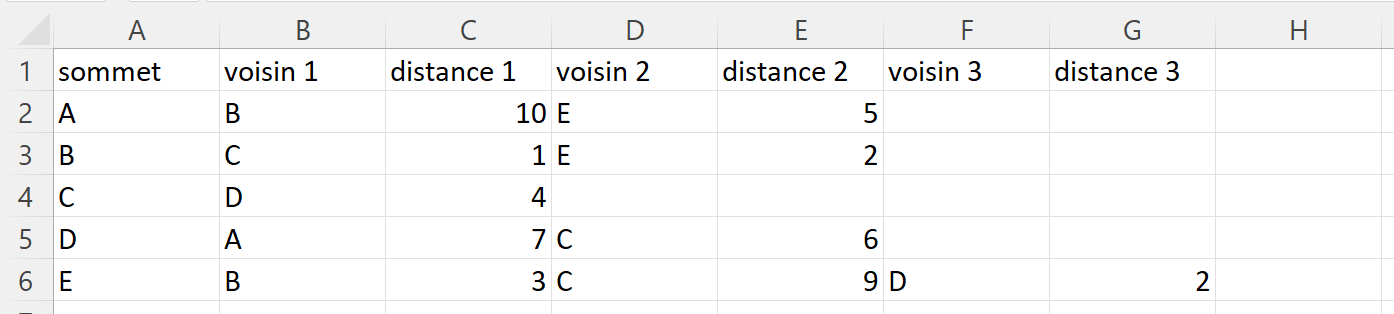 A B C D E F G H
1 sommet voisin 1 distance 1 voisin 2 distance 2 voisin 3 distance 3
2 A B 10 E 5
3 B C 1 E 2
4 C D 4
5 D A 7 C 6
6 E B 3 C 9 D 2